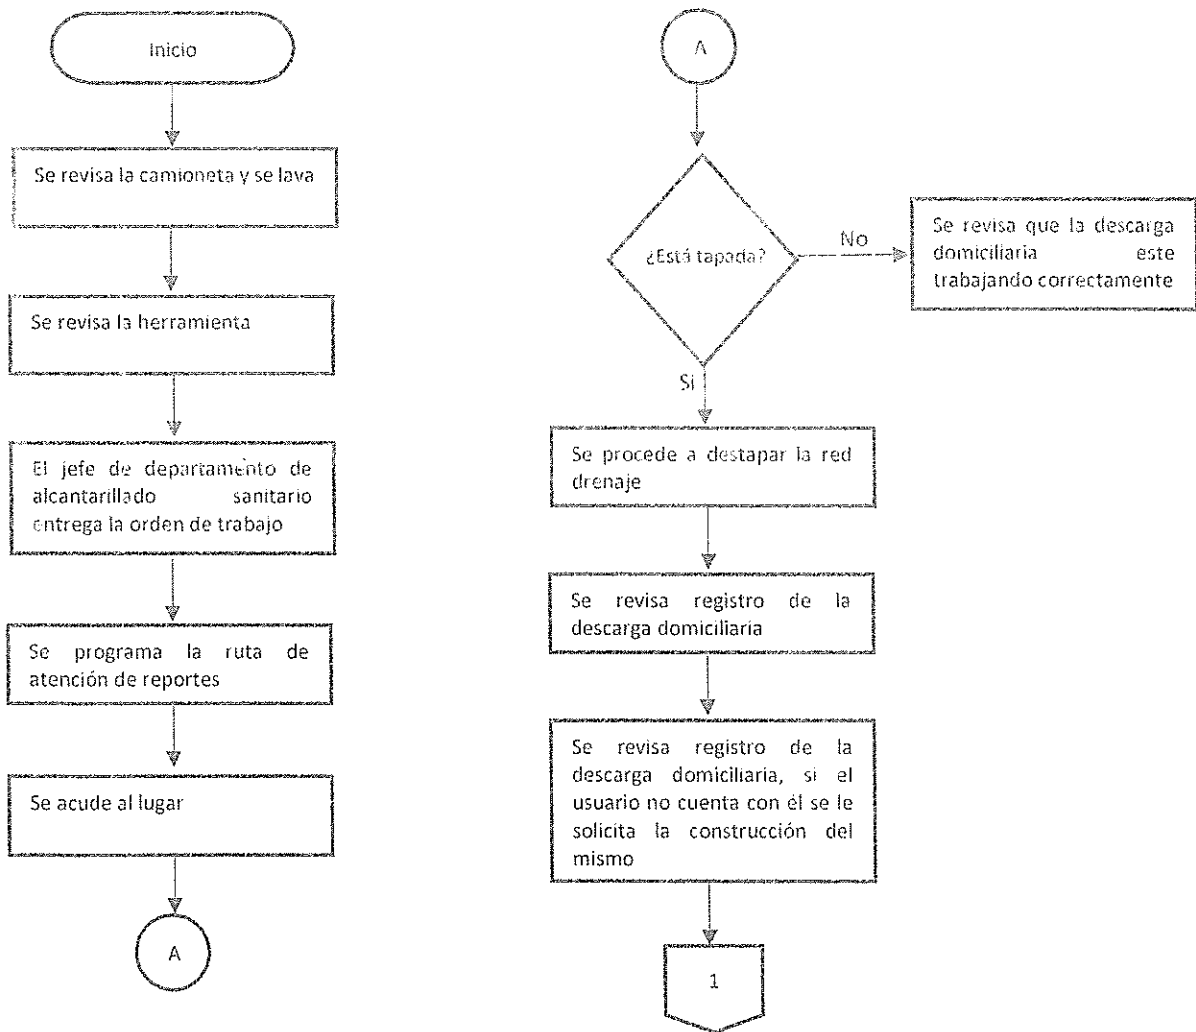 Inicio
Se revisa la camioneta y se lava
Se revisa la herramienta
El jefe de departamento de
alcantarillado sanitario
entrega la orden de trabajo
Se programa la ruta de
atención de reportes
Se acude al lugar
A
A
¿Está tapada?
No
Se revisa que la descarga
domiciliaria este
trabajando correctamente
Si
Se procede a destapar la red
drenaje
Se revisa registro de la
descarga domiciliaria
Se revisa registro de la
descarga domiciliaria, si el
usuario no cuenta con él se le
solicita la construcción del
mismo
1